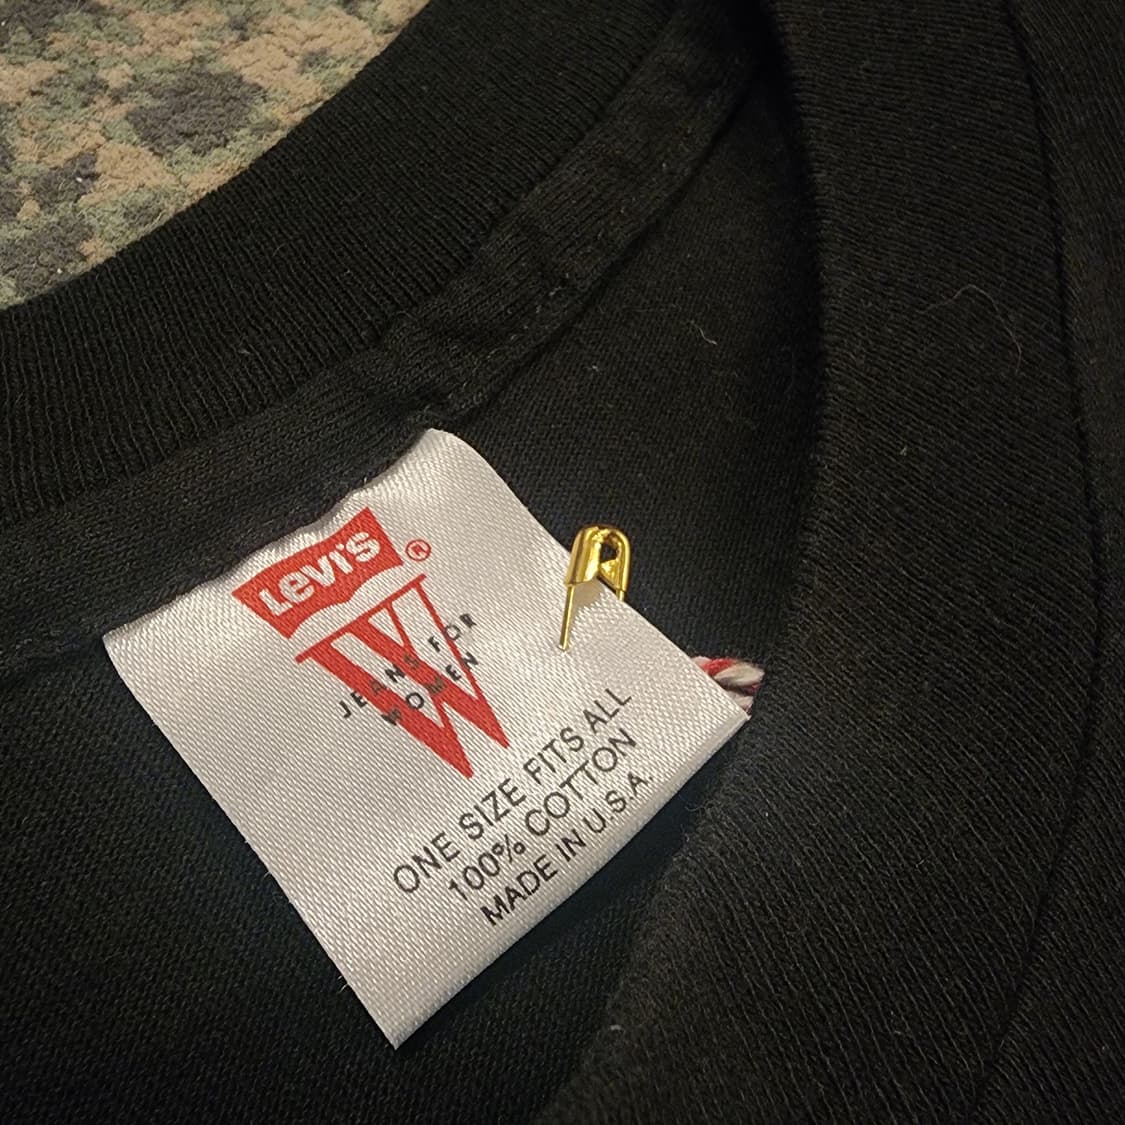 Levi's ®
W
JEANS FOR
WOMEN
ONE SIZE FITS ALL
100% COTTON
MADE IN U.S.A.